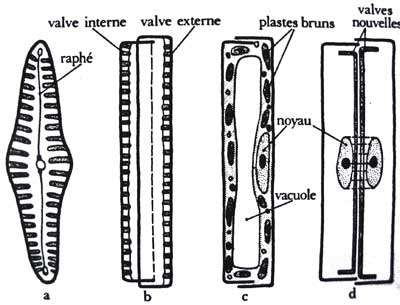 valve interne
valve externe
plastes bruns
valves
nouvelles
raphé
noyau
vacuole
a
b
c
d